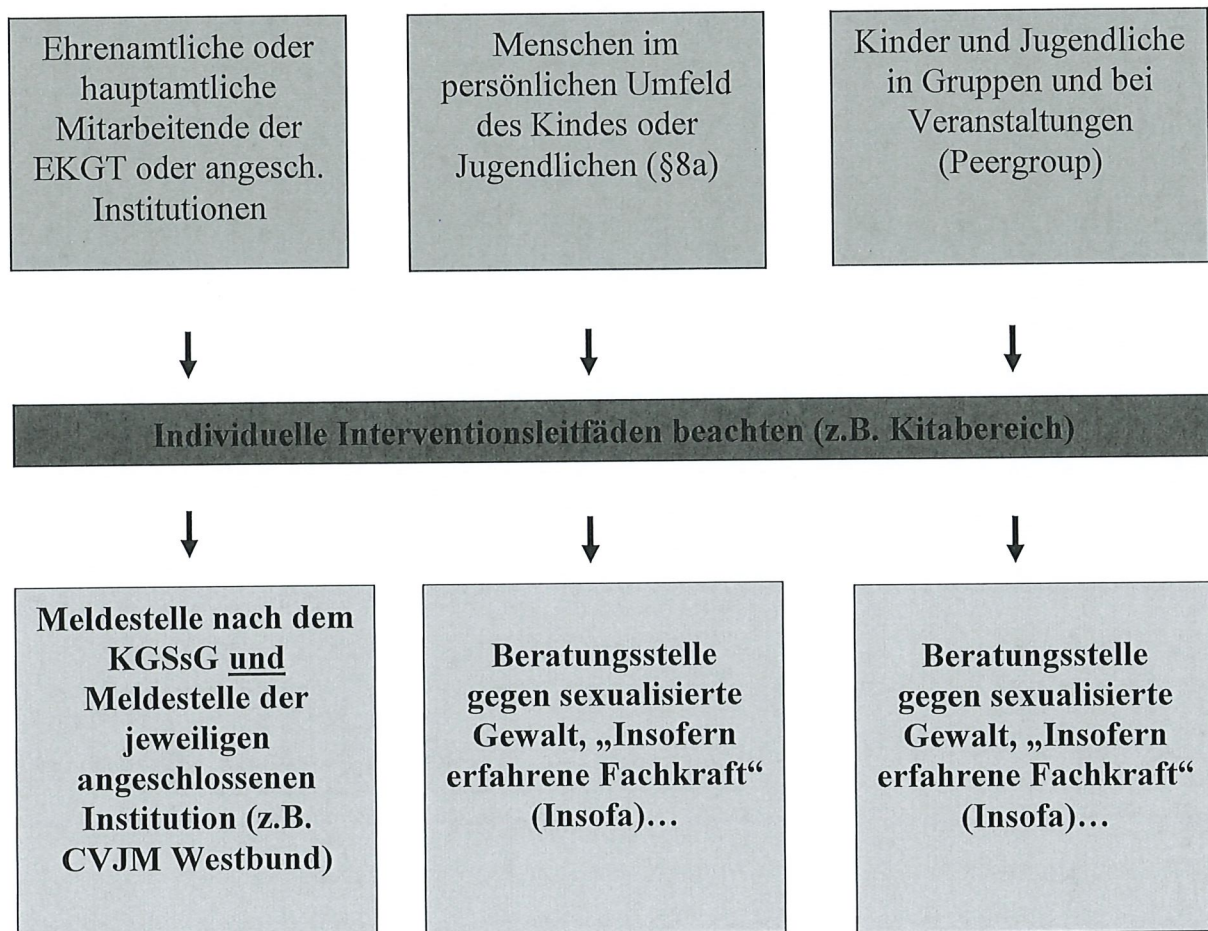 Ehrenamtliche oder
hauptamtliche
Mitarbeitende der
EKGT oder angesch.
Institutionen
Menschen im
persönlichen Umfeld
des Kindes oder
Jugendlichen (§8a)
Kinder und Jugendliche
in Gruppen und bei
Veranstaltungen
(Peergroup)
Individuelle Interventionsleitfäden beachten (z.B. Kitabereich)
Meldestelle nach dem
KGSsG und
Meldestelle der
jeweiligen
angeschlossenen
Institution (z.B.
CVJM Westbund)
Beratungsstelle
gegen sexualisierte
Gewalt, „Insofern
erfahrene Fachkraft“
(Insofa)…
Beratungsstelle
gegen sexualisierte
Gewalt, „Insofern
erfahrene Fachkraft“
(Insofa)…